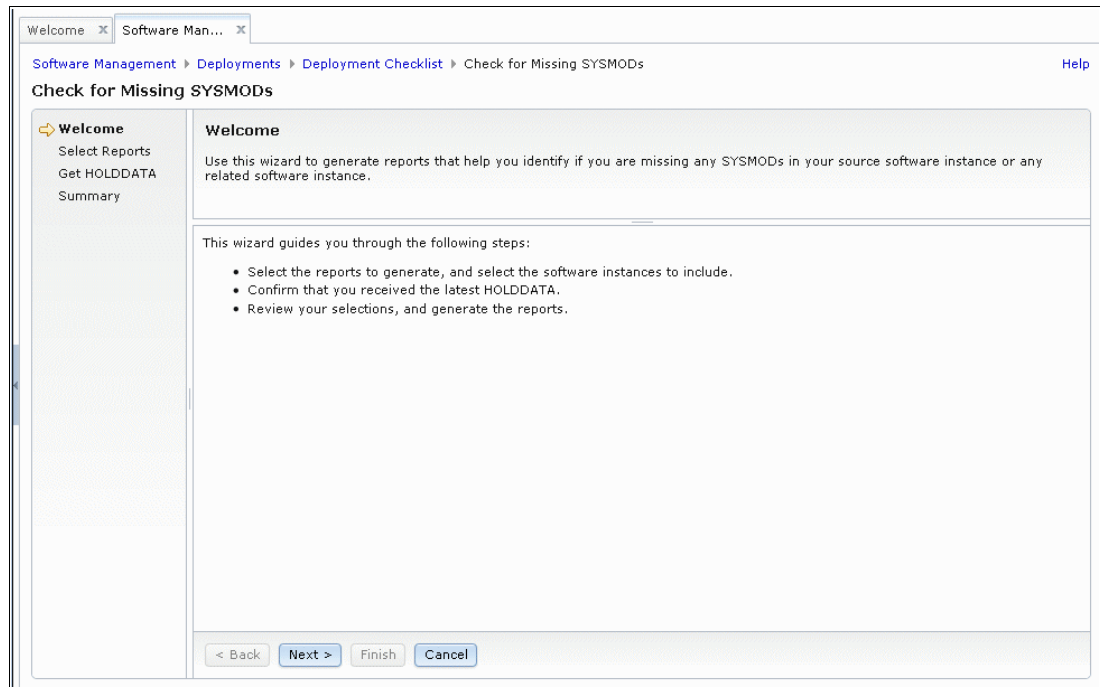 Welcome X Software Man... X
Software Management Deployments Deployment Checklist Check for Missing SYSMODs Help
Check for Missing SYSMODs
Welcome
Select Reports
Get HOLDDATA
Summary
Welcome
Use this wizard to generate reports that help you identify if you are missing any SYSMODs in your source software instance or any
related software instance.
This wizard guides you through the following steps:
• Select the reports to generate, and select the software instances to include.
• Confirm that you received the latest HOLDDATA.
• Review your selections, and generate the reports.
< Back Next > Finish Cancel